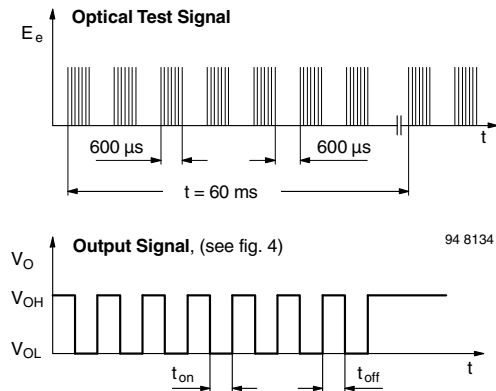 Optical Test Signal
E e
t
600 µs
600 µs
t = 60 ms
94 8134
Output Signal, (see fig. 4)
V O
V OH
V OL
t on
t off
t